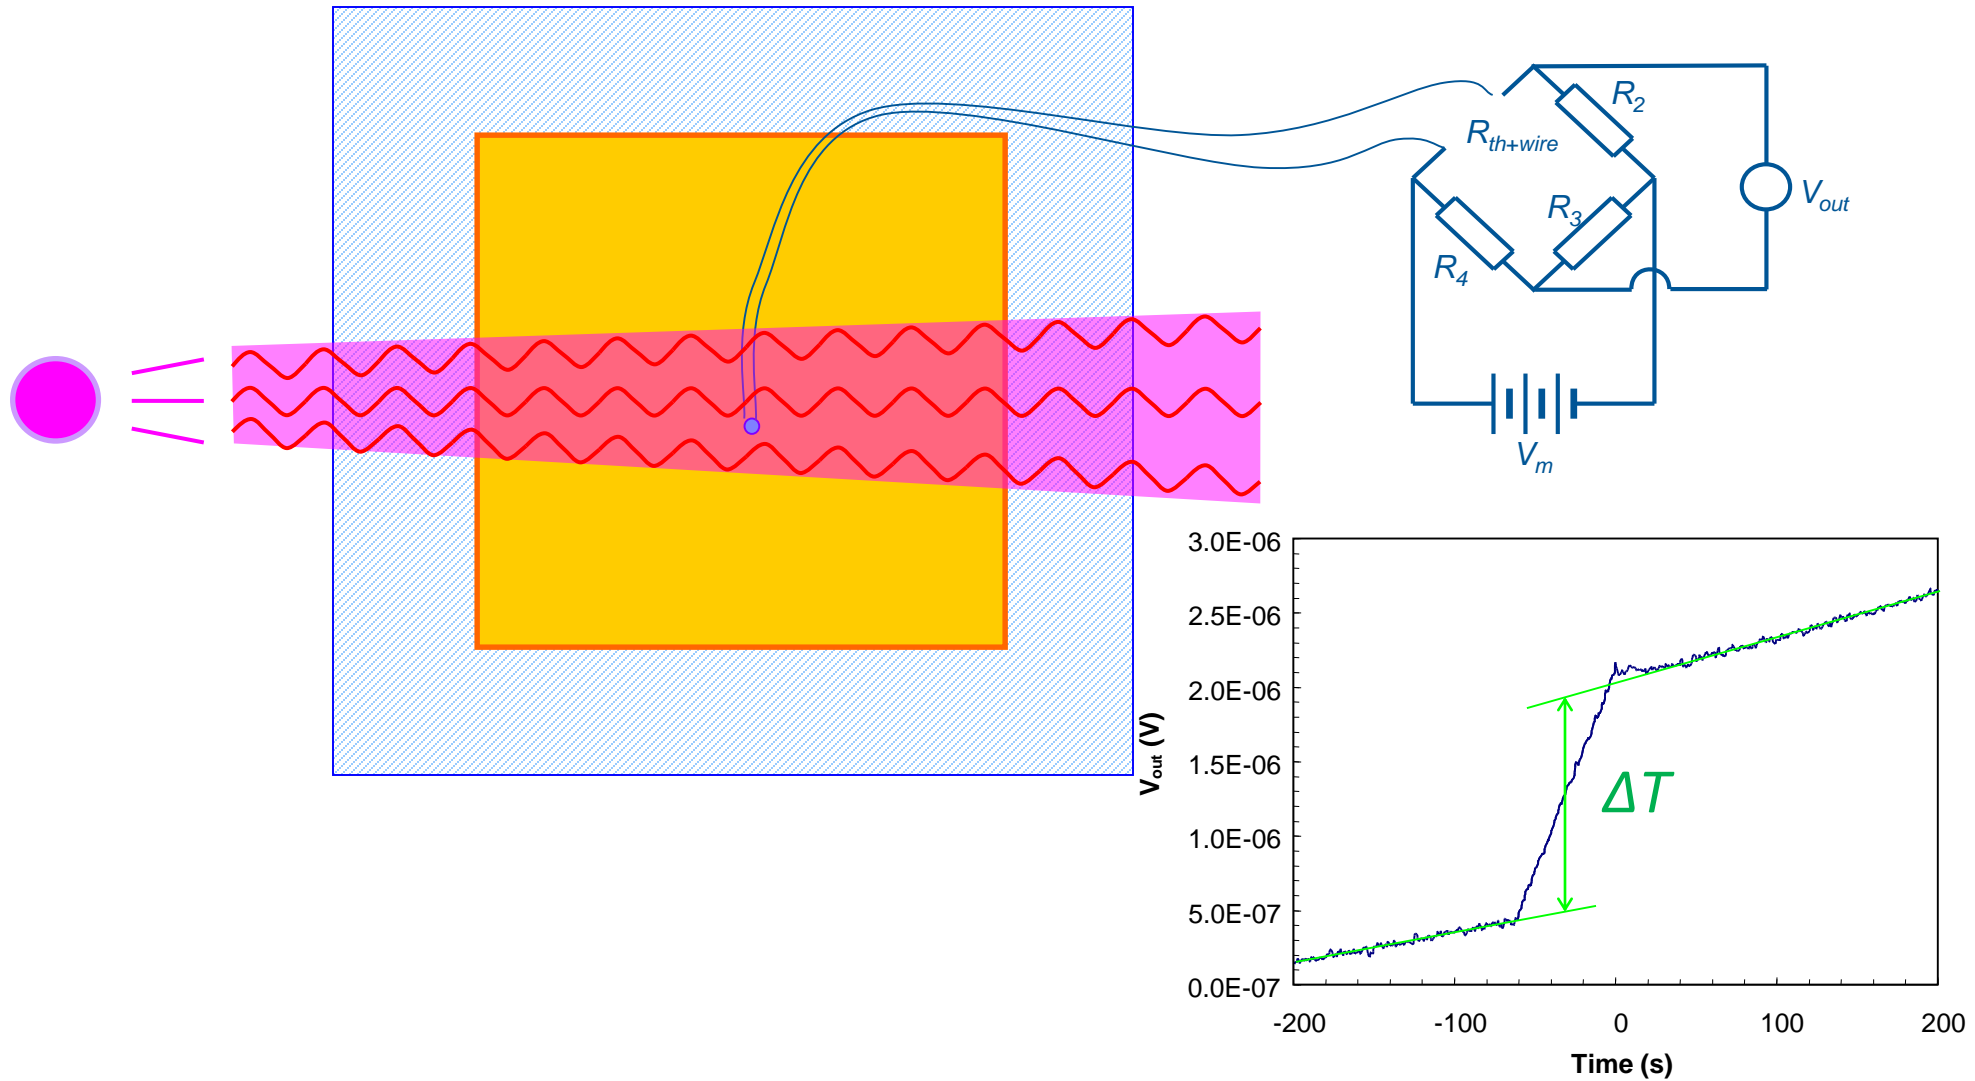 R2
Rth+wire
R3
Vout
R4
Vm
3.0E-06
2.5E-06
2.0E-06
1.5E-06
1.0E-06
5.0E-07
0.0E-07
Vout (V)
ΔT
-200 -100 0 100 200
Time (s)